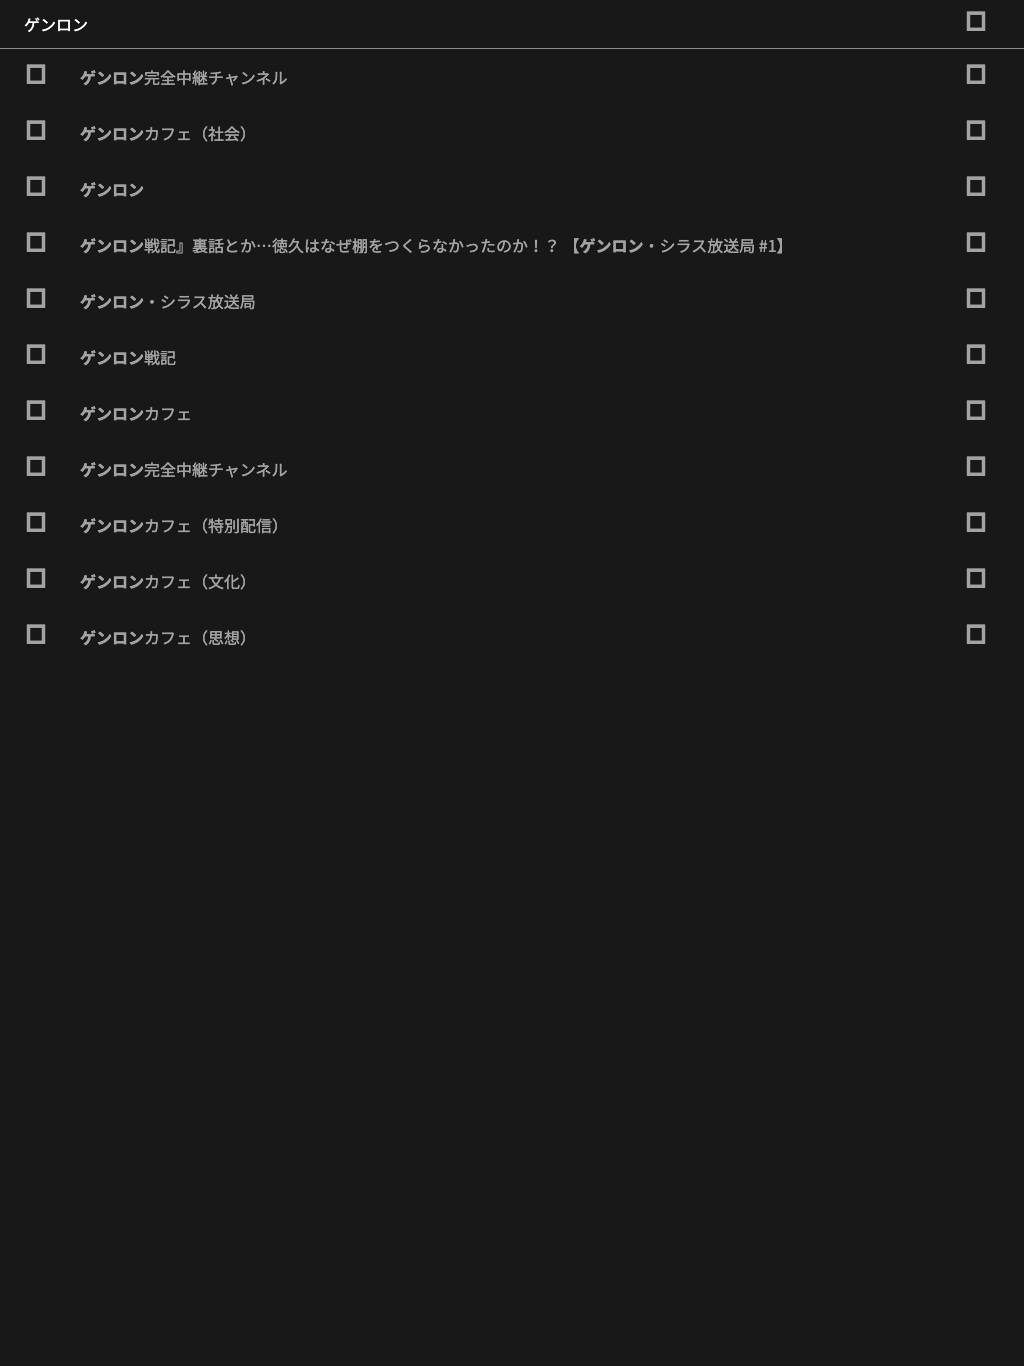 ゲンロン
ゲンロン完全中継チャンネル
ゲンロンカフェ（社会）
ゲンロン
ゲンロン戦記』裏話とか…徳久はなぜ棚をつくらなかったのか！？ 【ゲンロン・シラス放送局 #1】
ゲンロン・シラス放送局
ゲンロン戦記
ゲンロンカフェ
ゲンロン完全中継チャンネル
ゲンロンカフェ（特別配信）
ゲンロンカフェ（文化）
ゲンロンカフェ（思想）